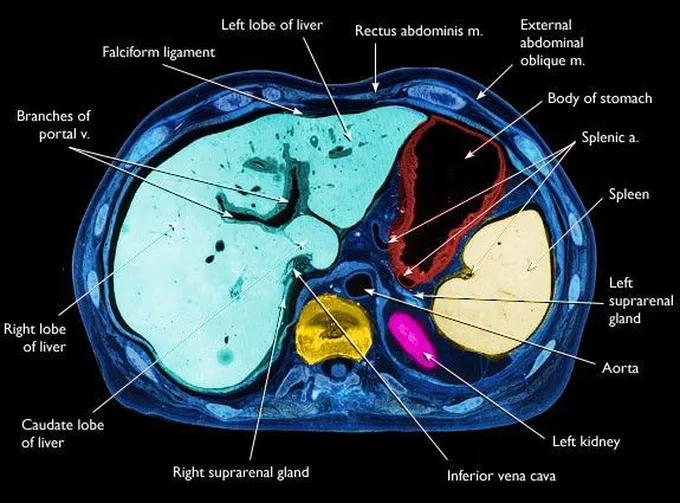 Left lobe of liver
Rectus abdominis m.
External
abdominal
oblique m.
Falciform ligament
Body of stomach
Branches of
portal v.
Splenic a.
Spleen
Left
suprarenal
gland
Right lobe
of liver
Aorta
Caudate lobe
of liver
Left kidney
Right suprarenal gland
Inferior vena cava